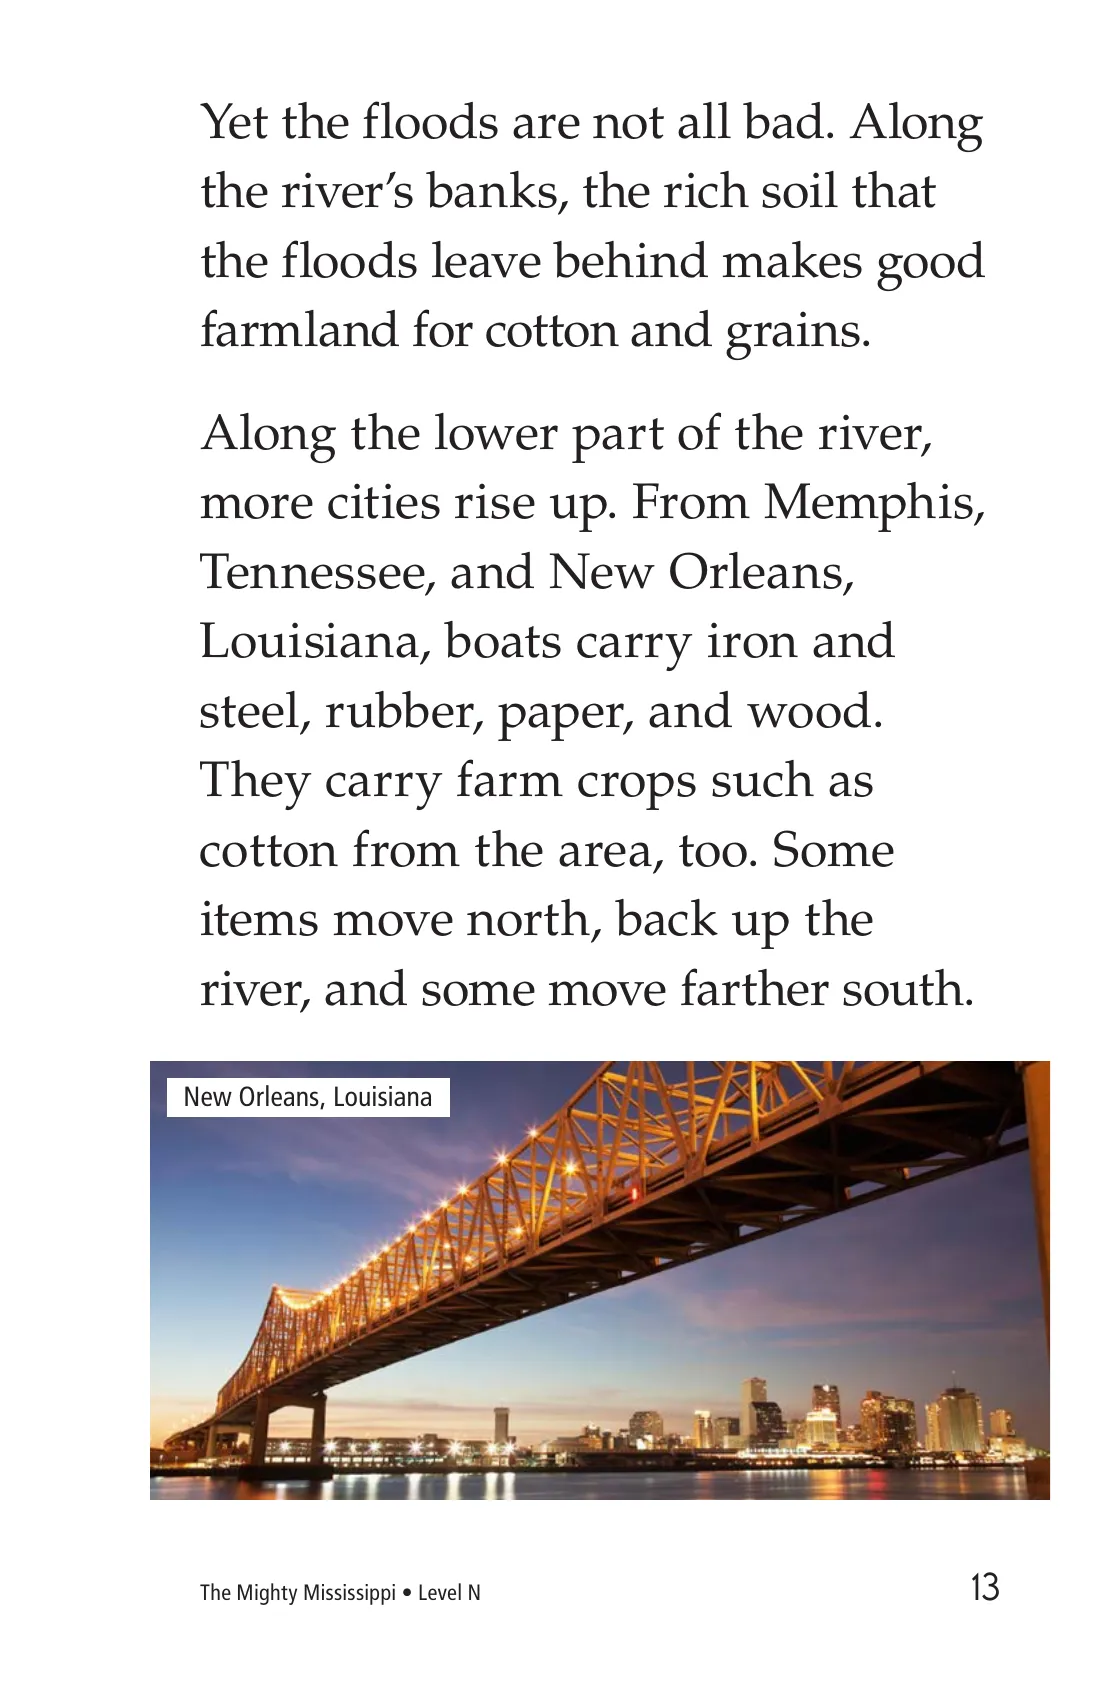 Yet the floods are not all bad. Along
the river’s banks, the rich soil that
the floods leave behind makes good
farmland for cotton and grains.
Along the lower part of the river,
more cities rise up. From Memphis,
Tennessee, and New Orleans,
Louisiana, boats carry iron and
steel, rubber, paper, and wood.
They carry farm crops such as
cotton from the area, too. Some
items move north, back up the
river, and some move farther south.
New Orleans, Louisiana
The Mighty Mississippi • Level N
13